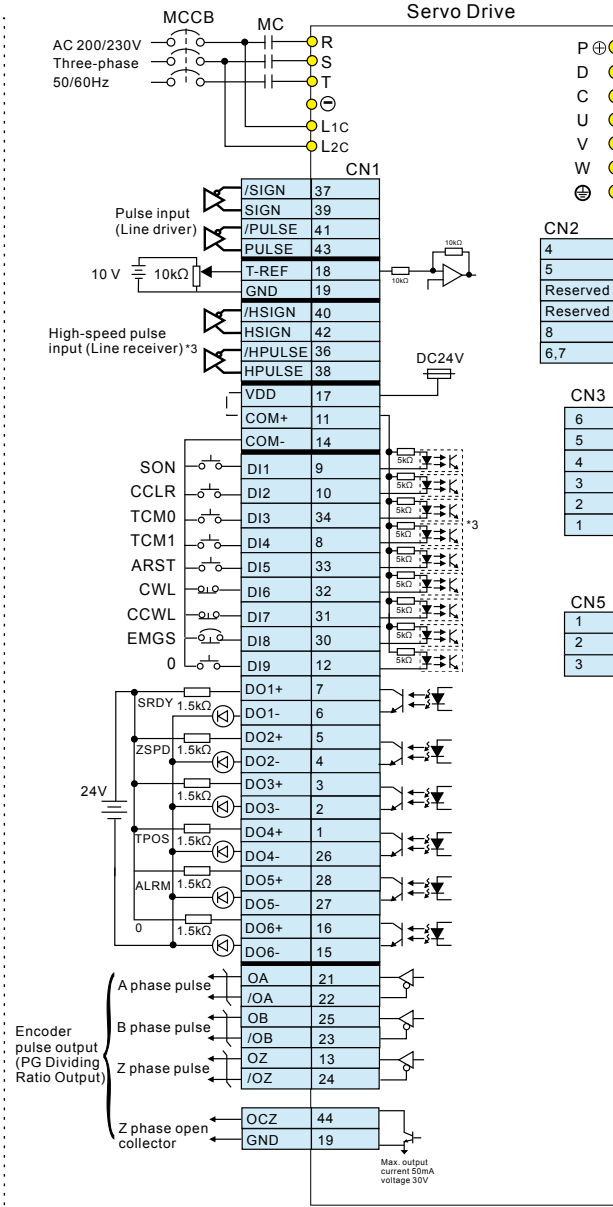 Servo Drive
MCCB
MC
AC 200/230V
Three-phase
50/60Hz
R
S
T
L1C
L2C
P
D
C
U
V
W
CN1
/SIGN 37
SIGN 39
/PULSE 41
PULSE 43
T-REF 18
GND 19
/HSIGN 40
HSIGN 42
/HPULSE 36
HPULSE 38
VDD 17
COM+ 11
COM- 14
DI1 9
DI2 10
DI3 34
DI4 8
DI5 33
DI6 32
DI7 31
DI8 30
DI9 12
DO1+ 7
DO1- 6
DO2+ 5
DO2- 4
DO3+ 3
DO3- 2
DO4+ 1
DO4- 26
DO5+ 28
DO5- 27
DO6+ 16
DO6- 15
OA 21
/OA 22
OB 25
/OB 23
OZ 13
/OZ 24
OCZ 44
GND 19
Pulse input
(Line driver)
10 V
10kΩ
10kΩ
10kΩ
High-speed pulse
input (Line receiver)*3
DC24V
SON
CCLR
TCM0
TCM1
ARST
CWL
CCWL
EMGS
0
5kΩ
5kΩ
5kΩ
5kΩ
5kΩ
5kΩ
5kΩ
5kΩ
5kΩ
*3
24V
SRDY 1.5kΩ
ZSPD 1.5kΩ
1.5kΩ
TPOS 1.5kΩ
ALRM 1.5kΩ
0 1.5kΩ
Encoder
pulse output
(PG Dividing
Ratio Output)
A phase pulse
B phase pulse
Z phase pulse
Z phase open
collector
Max. output
current 50mA
voltage 30V
CN2
4
5
Reserved
Reserved
8
6,7
CN3
6
5
4
3
2
1
CN5
1
2
3